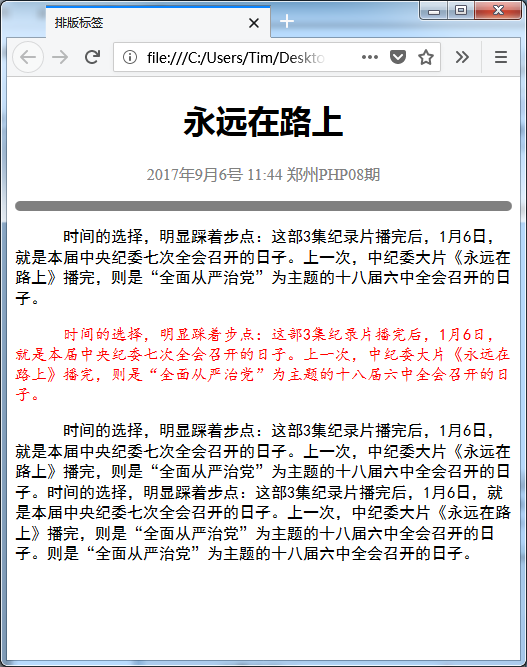 排版标签
file:///C:/Users/Tim/Deskto
永远在路上
2017年9月6号 11:44 郑州PHP08期
时间的选择，明显踩着步点：这部3集纪录片播完后，1月6日，
就是本届中央纪委七次全会召开的日子。上一次，中纪委大片《永远在
路上》播完，则是“全面从严治党”为主题的十八届六中全会召开的日
子。
时间的选择，明显踩着步点：这部3集纪录片播完后，1月6日，
就是本届中央纪委七次全会召开的日子。上一次，中纪委大片《永远在
路上》播完，则是“全面从严治党”为主题的十八届六中全会召开的日
子。
时间的选择，明显踩着步点：这部3集纪录片播完后，1月6日，
就是本届中央纪委七次全会召开的日子。上一次，中纪委大片《永远在
路上》播完，则是“全面从严治党”为主题的十八届六中全会召开的日
子。时间的选择，明显踩着步点：这部3集纪录片播完后，1月6日，就
是本届中央纪委七次全会召开的日子。上一次，中纪委大片《永远在路
上》播完，则是“全面从严治党”为主题的十八届六中全会召开的日
子。则是“全面从严治党”为主题的十八届六中全会召开的日子。